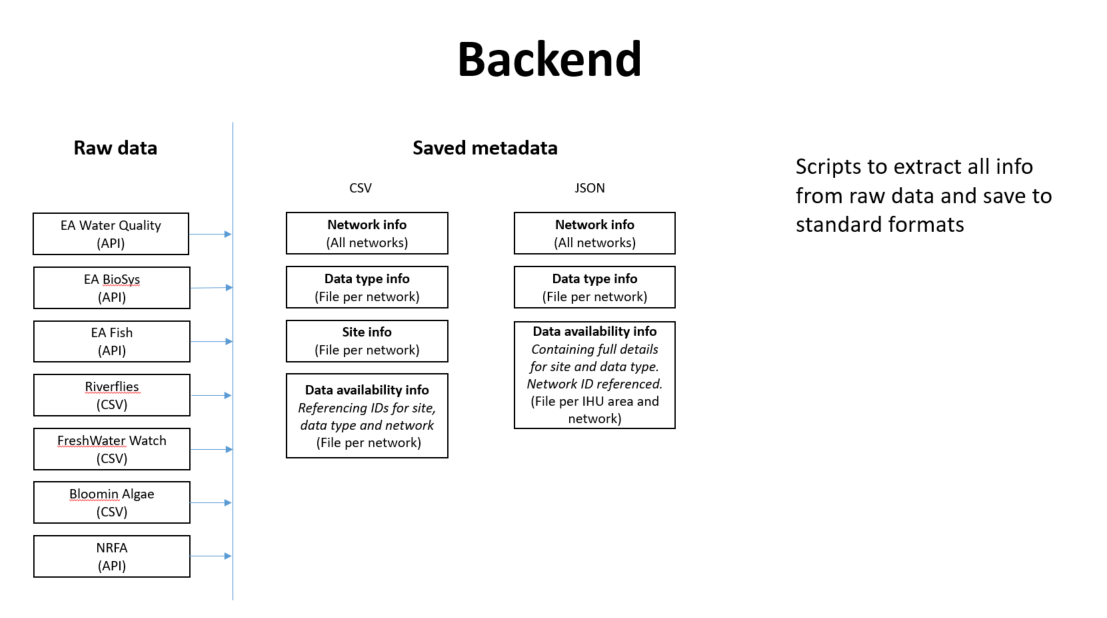 Backend
Raw data
EA Water Quality
(API)
EA BioSys
(API)
EA Fish
(API)
Riverflies
(CSV)
FreshWater Watch
(CSV)
Bloomin Algae
(CSV)
NRFA
(API)
Saved metadata
CSV
Network info
(All networks)
Data type info
(File per network)
Site info
(File per network)
Data availability info
Referencing IDs for site,
data type and network
(File per network)
JSON
Network info
(All networks)
Data type info
(File per network)
Data availability info
Containing full details
for site and data type.
Network ID referenced.
(File per IHU area and
network)
Scripts to extract all info
from raw data and save to
standard formats